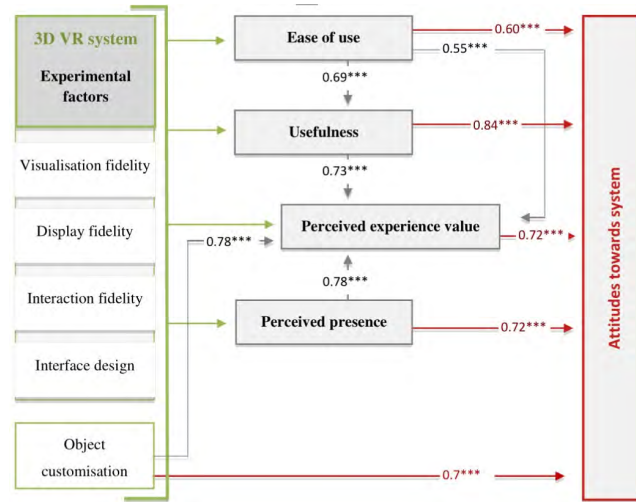 3D VR system
Experimental
factors
Visualisation fidelity
Display fidelity
Interaction fidelity
Interface design
Object
customisation
Ease of use
0.60***
0.55***
0.69***
Usefulness
0.84***
0.73***
Perceived experience value
0.72***
0.78***
0.78***
Perceived presence
0.72***
0.7***
Attitudes towards system